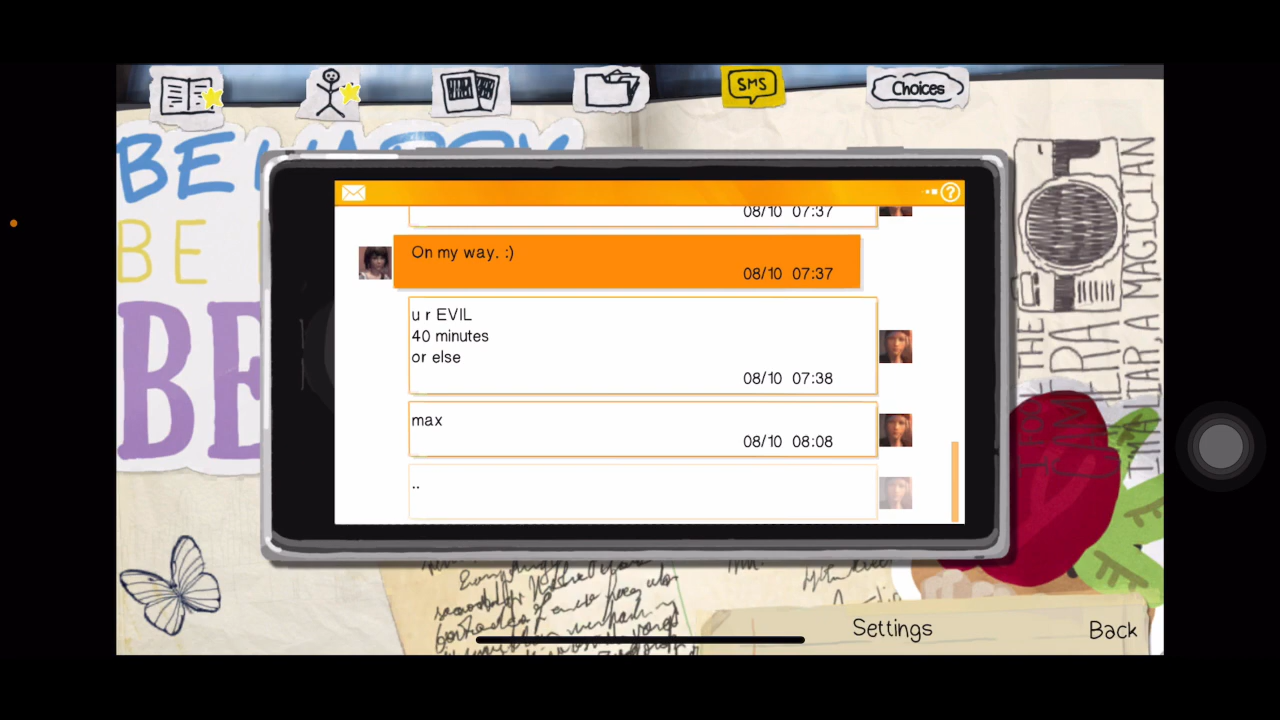 SMS
Choices
BE HAPPY
BE
BE
?
08/10 07:37
On my way. :)
08/10 07:37
u r EVIL
40 minutes
or else
08/10 07:38
max
08/10 08:08
..
THE
A MAGICIAN
Settings
Back